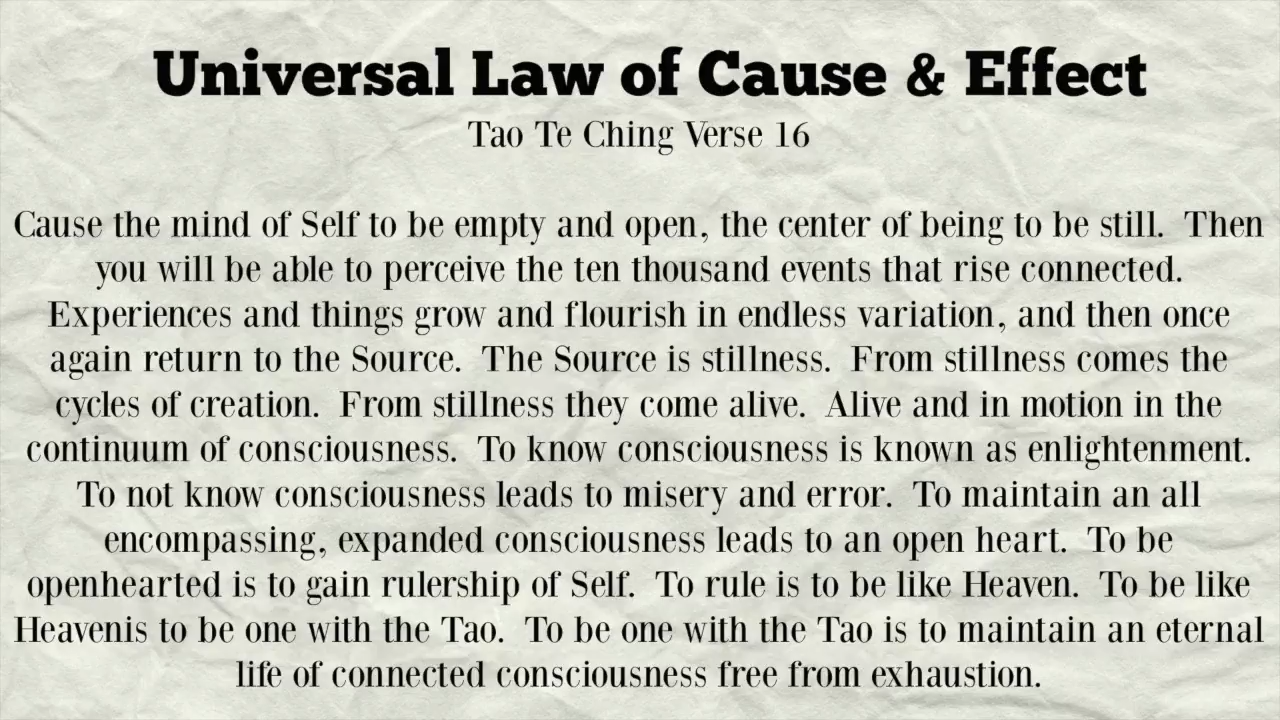 Universal Law of Cause & Effect
Tao Te Ching Verse 16
Cause the mind of Self to be empty and open, the center of being to be still.  Then
you will be able to perceive the ten thousand events that rise connected.
Experiences and things grow and flourish in endless variation, and then once
again return to the Source.  The Source is stillness.  From stillness comes the
cycles of creation.  From stillness they come alive.  Alive and in motion in the
continuum of consciousness.  To know consciousness is known as enlightenment.
To not know consciousness leads to misery and error.  To maintain an all
encompassing, expanded consciousness leads to an open heart.  To be
openhearted is to gain rulership of Self.  To rule is to be like Heaven.  To be like
Heavenis to be one with the Tao.  To be one with the Tao is to maintain an eternal
life of connected consciousness free from exhaustion.